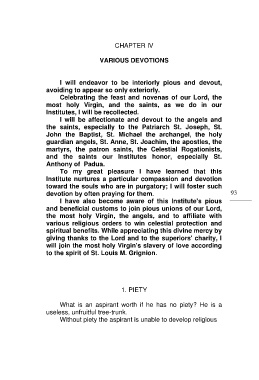 CHAPTER IV
VARIOUS DEVOTIONS
I will endeavor to be interiorly pious and devout,
avoiding to appear so only exteriorly.
Celebrating the feast and novenas of our Lord, the
most holy Virgin, and the saints, as we do in our
Institutes, I will be recollected.
I will be affectionate and devout to the angels and
the saints, especially to the Patriarch St. Joseph, St.
John the Baptist, St. Michael the archangel, the holy
guardian angels, St. Anne, St. Joachim, the apostles, the
martyrs, the patron saints, the Celestial Rogationists,
and the saints our Institutes honor, especially St.
Anthony of Padua.
To my great pleasure I have learned that this
Institute nurtures a particular compassion and devotion
toward the souls who are in purgatory; I will foster such
devotion by often praying for them.
93
I have also become aware of this Institute's pious
and beneficial customs to join pious unions of our Lord,
the most holy Virgin, the angels, and to affiliate with
various religious orders to win celestial protection and
spiritual benefits. While appreciating this divine mercy by
giving thanks to the Lord and to the superiors' charity, I
will join the most holy Virgin's slavery of love according
to the spirit of St. Louis M. Grignion.
1. PIETY
What is an aspirant worth if he has no piety? He is a
useless, unfruitful tree-trunk.
Without piety the aspirant is unable to develop religious